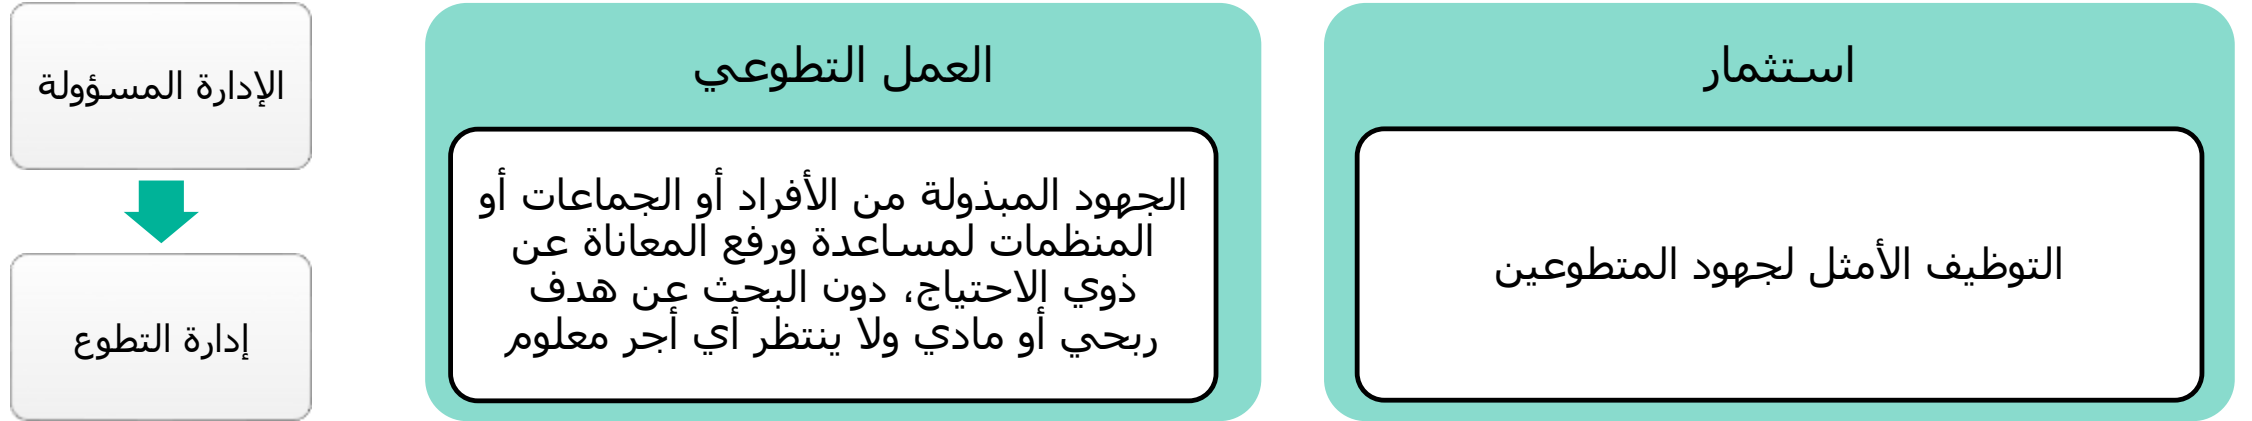 استثمار
التوظيف الأمثل لجهود المتطوعين
العمل التطوعي
الجهود المبذولة من الأفراد أو الجماعات أو
المنظمات لمساعدة ورفع المعاناة عن
ذوي الاحتياج، دون البحث عن هدف
ربحي أو مادي ولا ينتظر أي أجر معلوم
الإدارة المسؤولة
إدارة التطوع